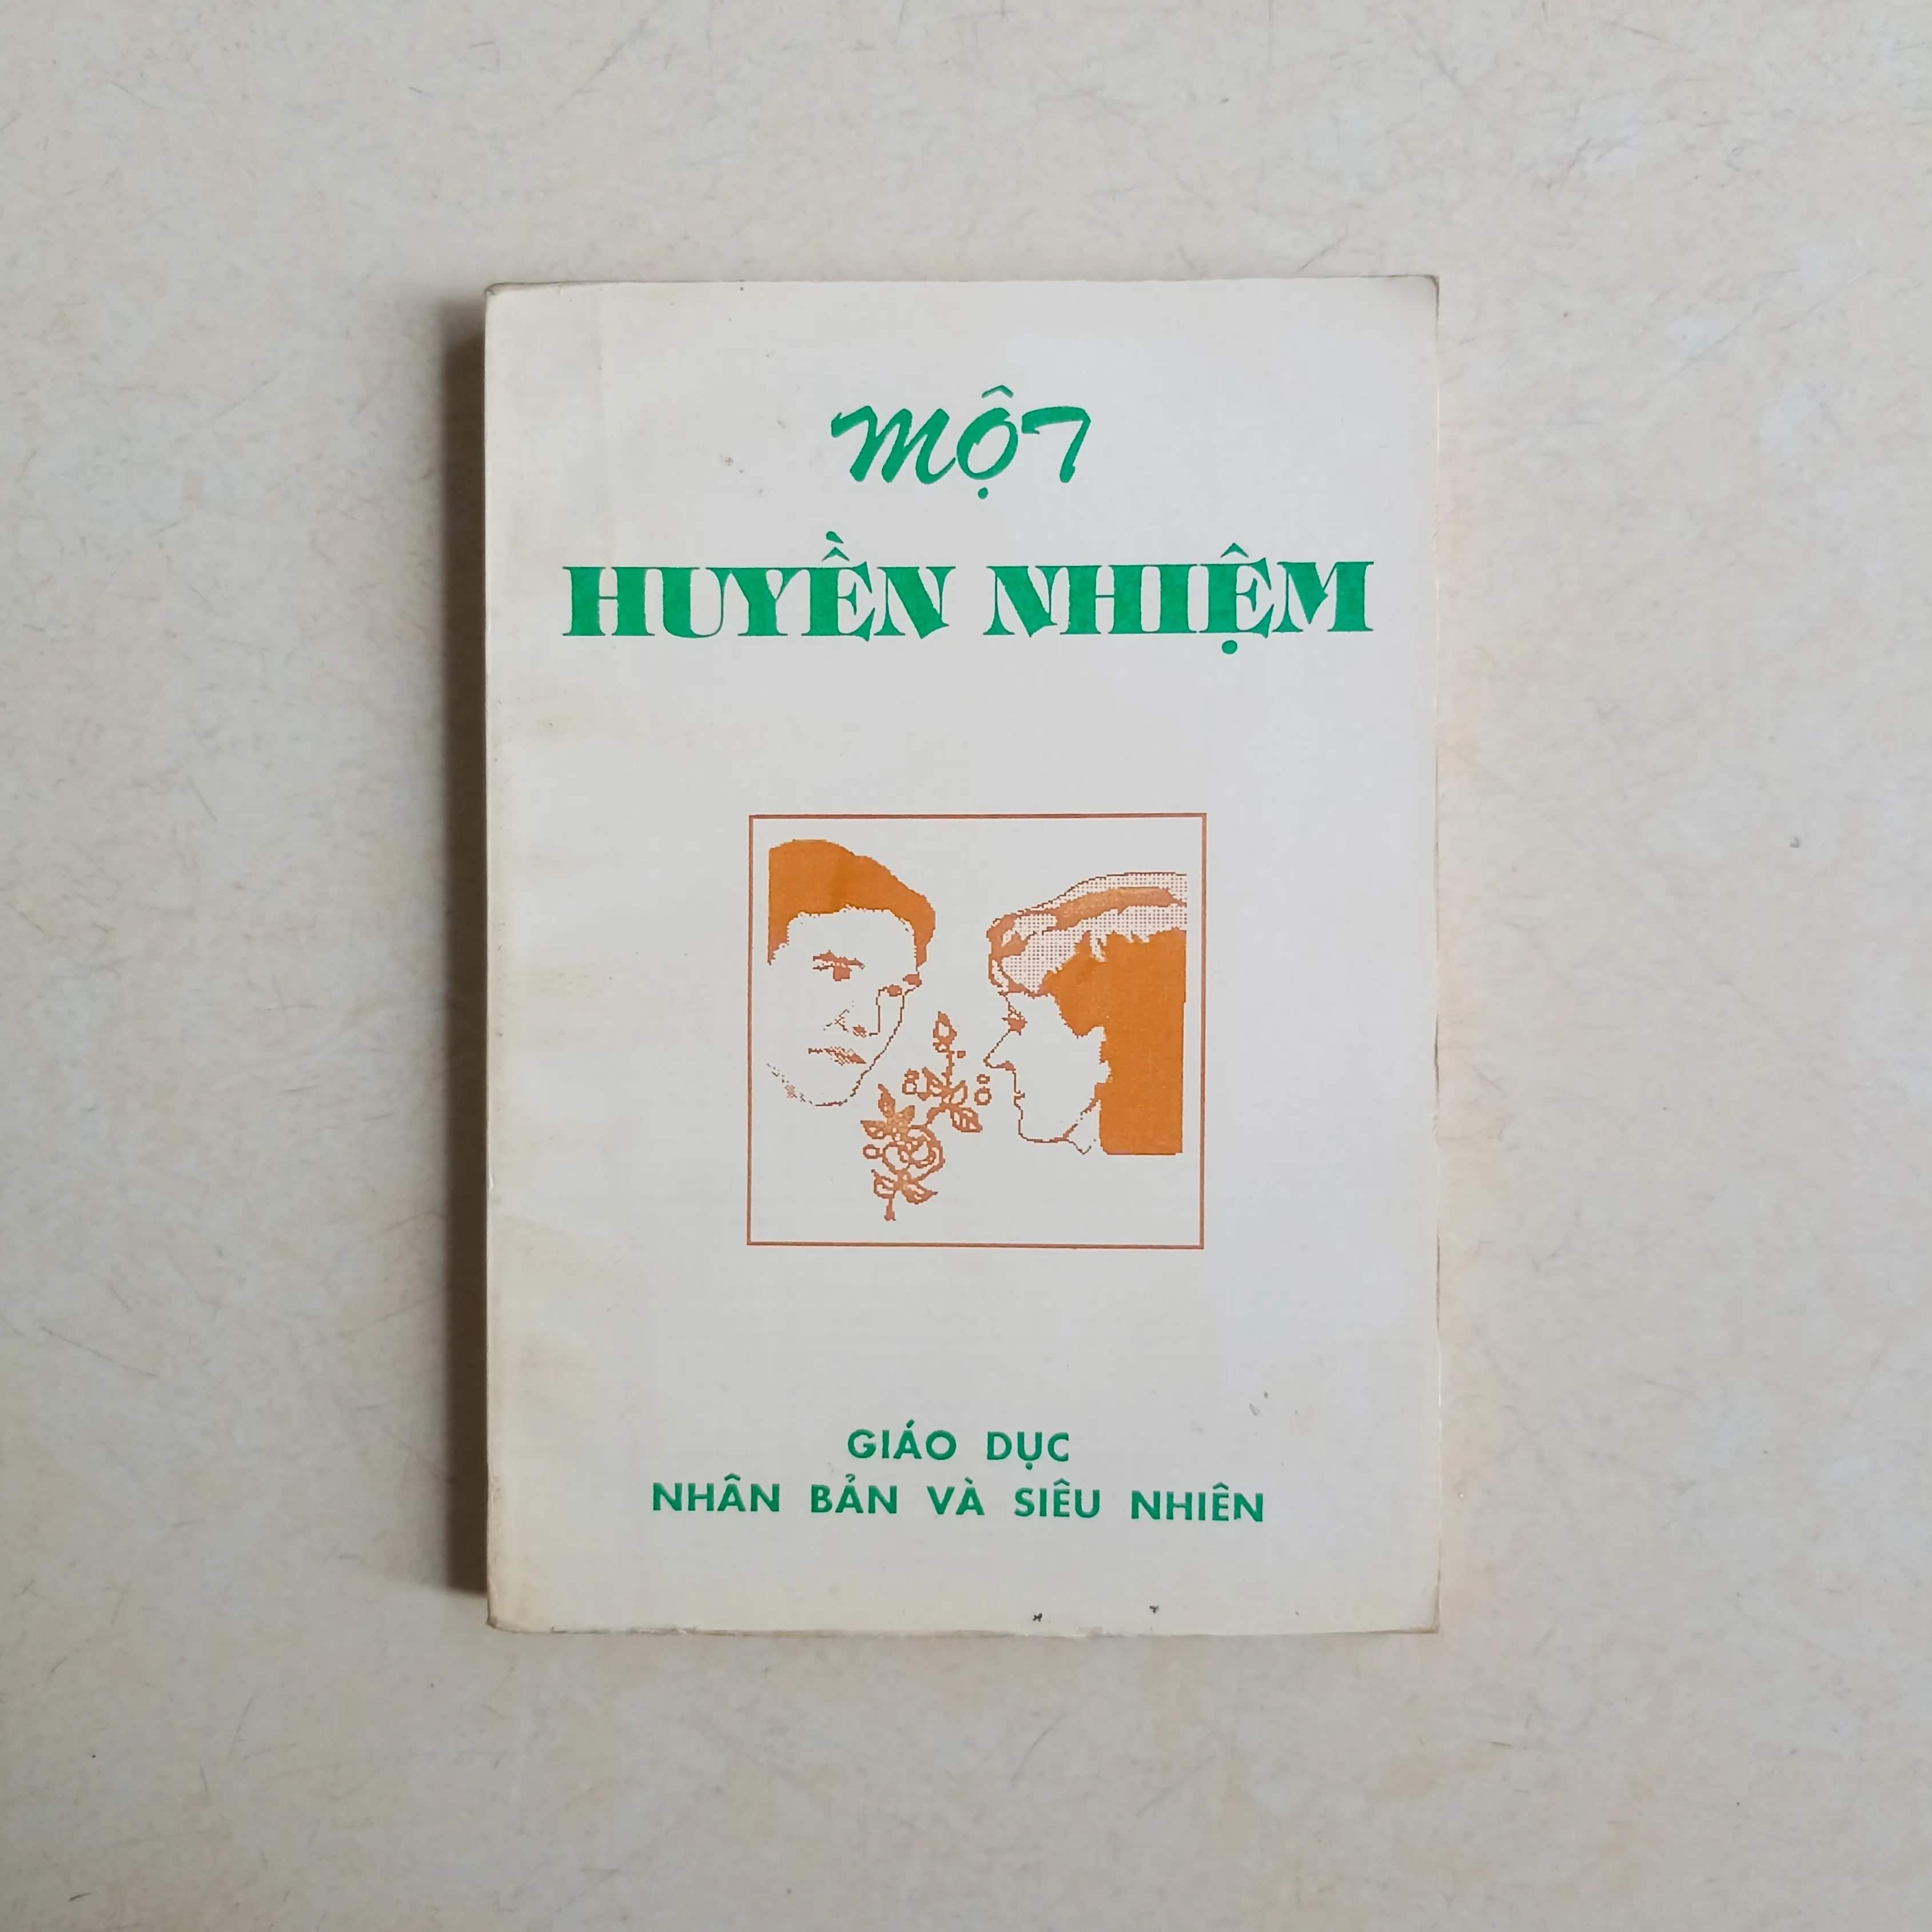 MỘT
HUYỀN NHIỆM
GIÁO DỤC
NHÂN BẢN VÀ SIÊU NHIÊN